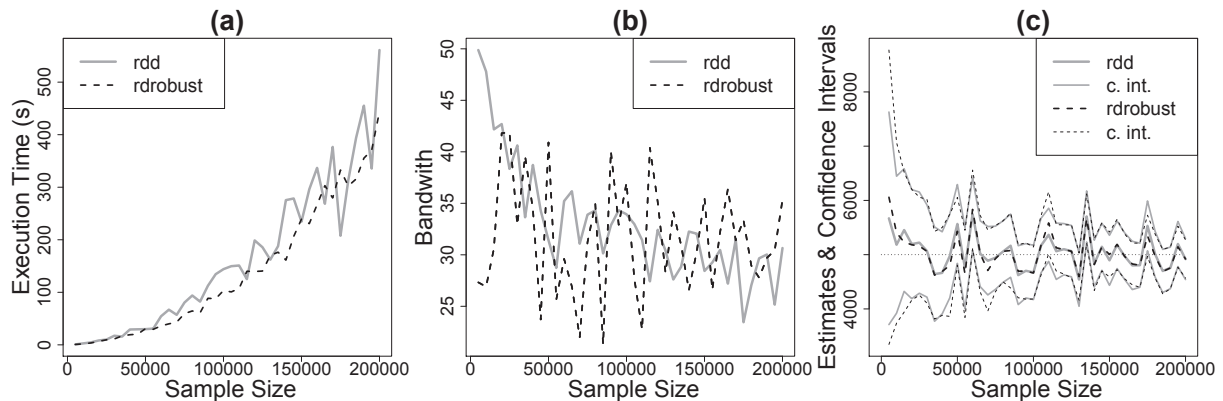 (a)
rdd
rdrobust
Execution Time (s)
0
100
200
300
400
500
0
50000
100000
150000
200000
Sample Size
(b)
rdd
rdrobust
Bandwith
25
30
35
40
45
50
0
50000
100000
150000
200000
Sample Size
(c)
rdd
c. int.
rdrobust
c. int.
Estimates & Confidence Intervals
4000
6000
8000
0
50000
100000
150000
200000
Sample Size